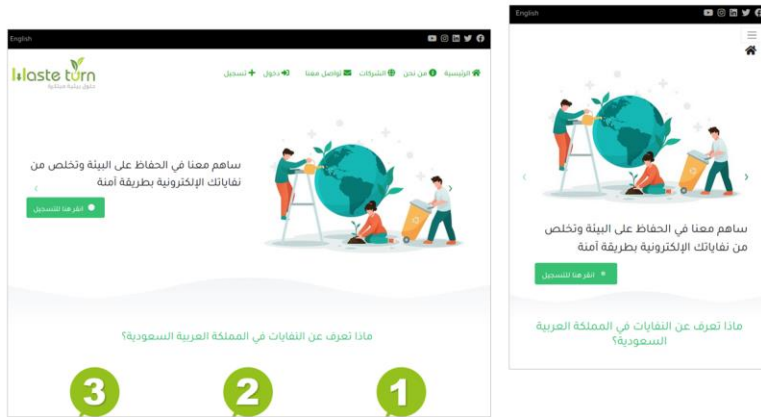 English
Waste turn
حلول بيئية مبتكرة
الرئيسية من نحن الشركات تواصل معنا دخول تسجيل
ساهم معنا في الحفاظ على البيئة وتخلص من
نفاياتك الإلكترونية بطريقة آمنة
انقر هنا للتسجيل
ماذا تعرف عن النفايات في المملكة العربية السعودية؟
1 2 3
English
ساهم معنا في الحفاظ على البيئة وتخلص
من نفاياتك الإلكترونية بطريقة آمنة
انقر هنا للتسجيل
ماذا تعرف عن النفايات في المملكة العربية
السعودية؟